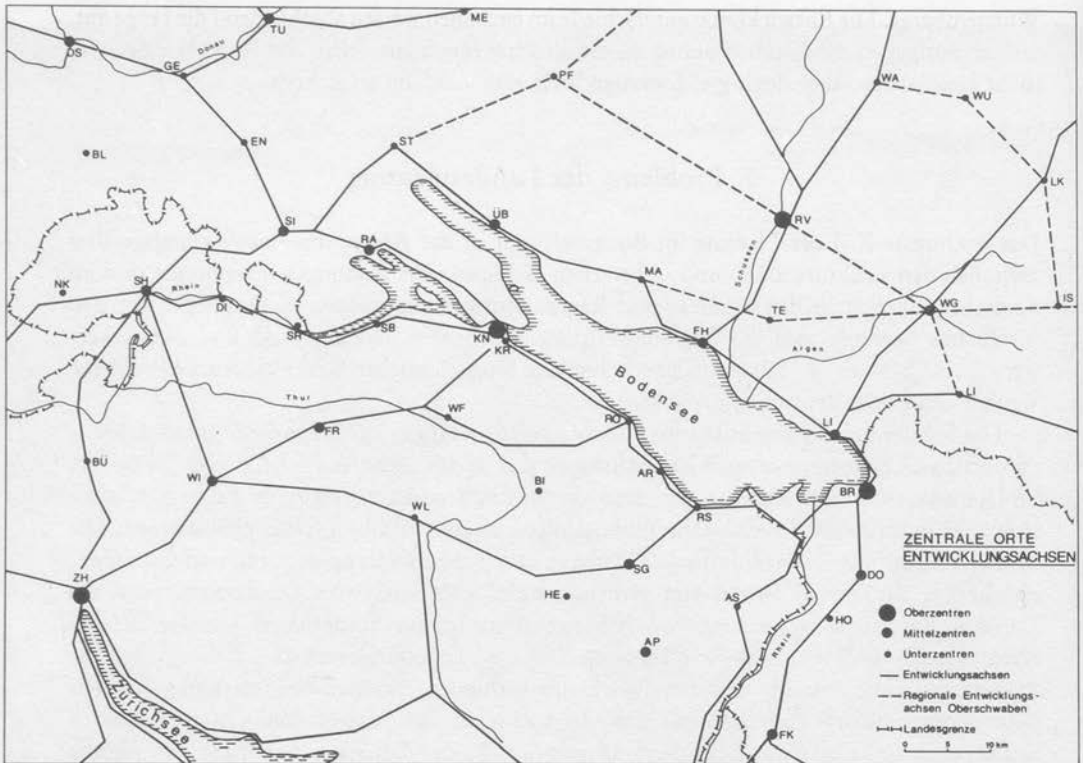 ME
TU
Donau
DS
GE
PF
WA
WU
BL
EN
ST
LK
SI
ÜB
RV
RA
Schussen
NK
SH
Rhein
DI
SR
SB
KN
KR
MA
TE
WG
IS
FH
Argen
Bodensee
Thur
FR
WF
RO
LI
LI
BÜ
WI
BI
AR
BR
WL
RS
ZENTRALE ORTE
ENTWICKLUNGSACHSEN
SG
ZH
HE
AS
DO
HO
AP
Rhein
Oberzentren
Mittelzentren
Unterzentren
Entwicklungsachsen
Regionale Entwicklungs-
achsen Oberschwaben
Landesgrenze
0 5 10 km
Zürichsee
FK